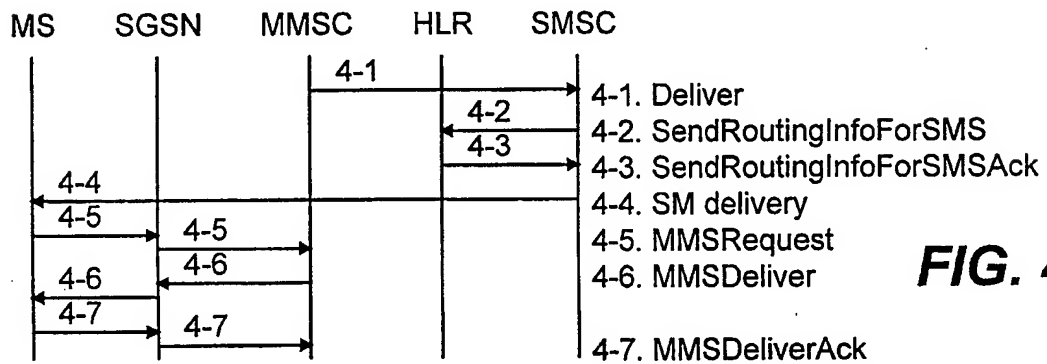 MS SGSN MMSC HLR SMSC
4-1
4-1. Deliver
4-2
4-2. SendRoutingInfoForSMS
4-3
4-3. SendRoutingInfoForSMSAck
4-4
4-4. SM delivery
4-5
4-5
4-5. MMSRequest
4-6
4-6. MMSDeliver
4-6
4-7
4-7
4-7. MMSDeliverAck
FIG. 4